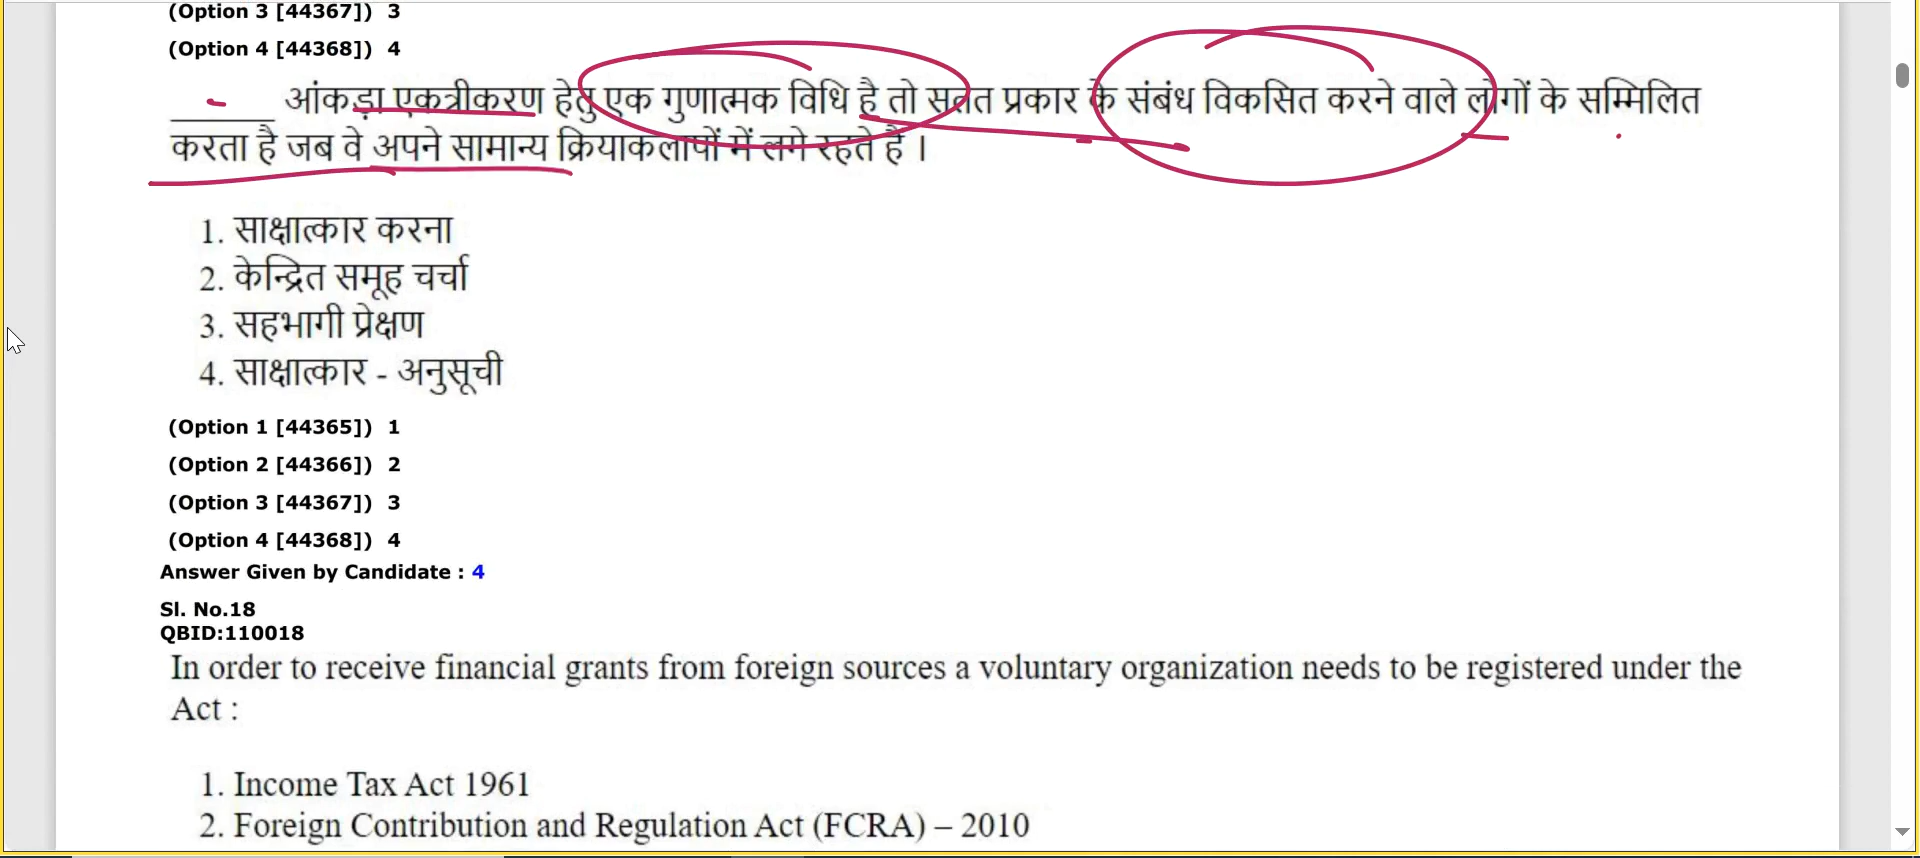 (Option 3 [44367]) 3
(Option 4 [44368]) 4
______ आंकड़ा एकत्रीकरण हेतु एक गुणात्मक विधि है तो सतत प्रकार के संबंध विकसित करने वाले लोगों के सम्मिलित
करता है जब वे अपने सामान्य क्रियाकलापों में लगे रहते है ।
1. साक्षात्कार करना
2. केन्द्रित समूह चर्चा
3. सहभागी प्रेक्षण
4. साक्षात्कार - अनुसूची
(Option 1 [44365]) 1
(Option 2 [44366]) 2
(Option 3 [44367]) 3
(Option 4 [44368]) 4
Answer Given by Candidate : 4
Sl. No.18
QBID:110018
In order to receive financial grants from foreign sources a voluntary organization needs to be registered under the
Act :
1. Income Tax Act 1961
2. Foreign Contribution and Regulation Act (FCRA) – 2010